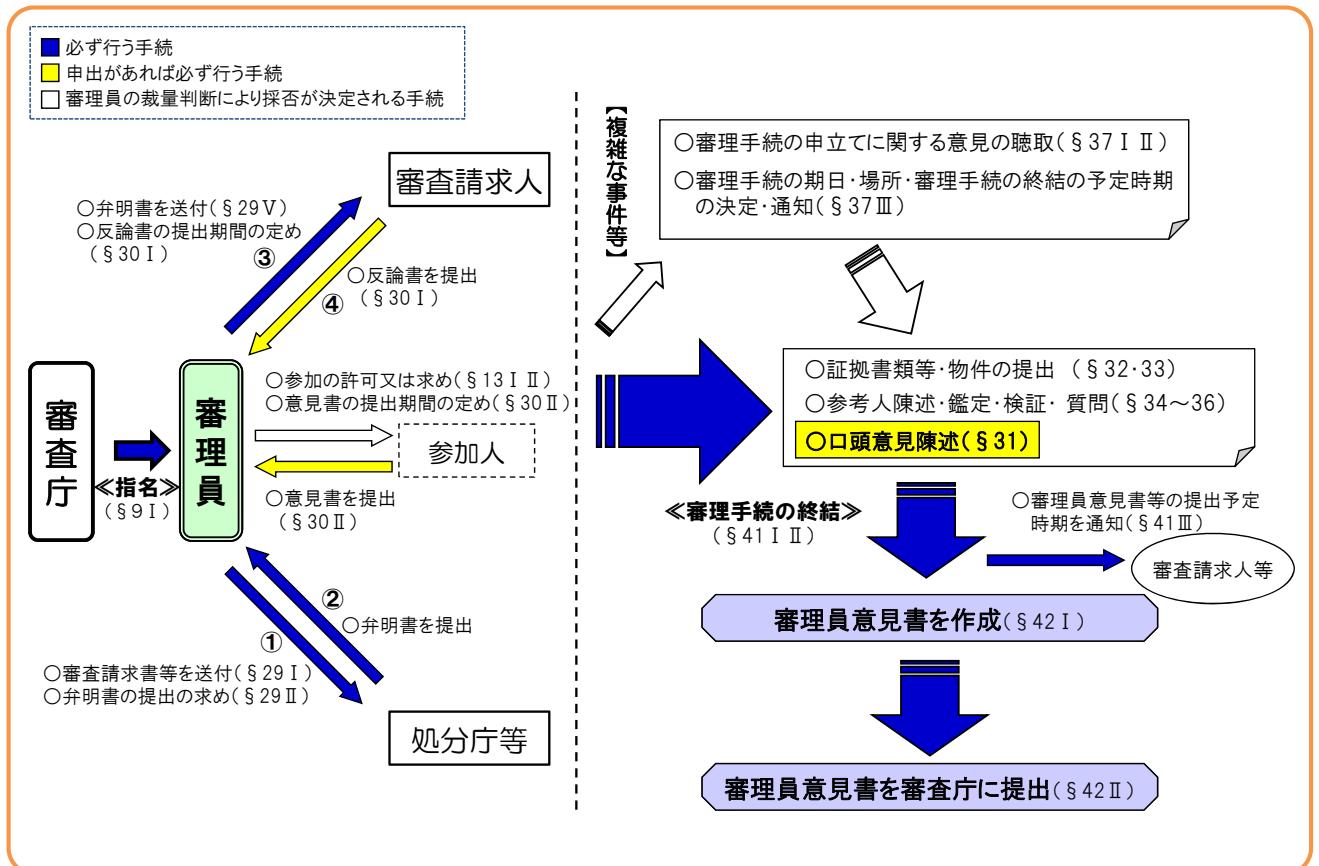 必ず行う手続
申出があれば必ず行う手続
審理員の裁量判断により採否が決定される手続
審査請求人
○弁明書を送付(§29Ⅴ)
○反論書の提出期間の定め
(§30Ⅰ)
③
④
○反論書を提出
(§30Ⅰ)
審査庁
≪指名≫
(§9Ⅰ)
審理員
○参加の許可又は求め(§13ⅠⅡ)
○意見書の提出期間の定め(§30Ⅱ)
参加人
○意見書を提出
(§30Ⅱ)
②
○弁明書を提出
①
○審査請求書等を送付(§29Ⅰ)
○弁明書の提出の求め(§29Ⅱ)
処分庁等
【複雑な事件等】
○審理手続の申立てに関する意見の聴取(§37ⅠⅡ)
○審理手続の期日・場所・審理手続の終結の予定時期
の決定・通知(§37Ⅲ)
○証拠書類等・物件の提出 (§32・33)
○参考人陳述・鑑定・検証・ 質問(§34～36)
○口頭意見陳述(§31)
≪審理手続の終結≫
(§41ⅠⅡ)
○審理員意見書等の提出予定
時期を通知(§41Ⅲ)
審査請求人等
審理員意見書を作成(§42Ⅰ)
審理員意見書を審査庁に提出(§42Ⅱ)